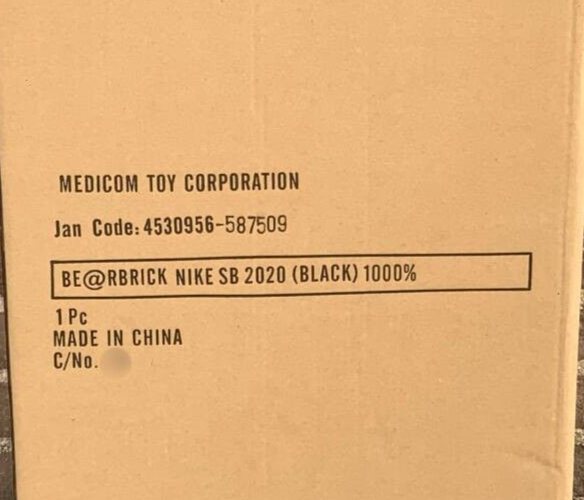 MEDICOM TOY CORPORATION
Jan Code: 4530956-587509
BE@RBRICK NIKE SB 2020 (BLACK) 1000%
1 Pc
MADE IN CHINA
C/No.